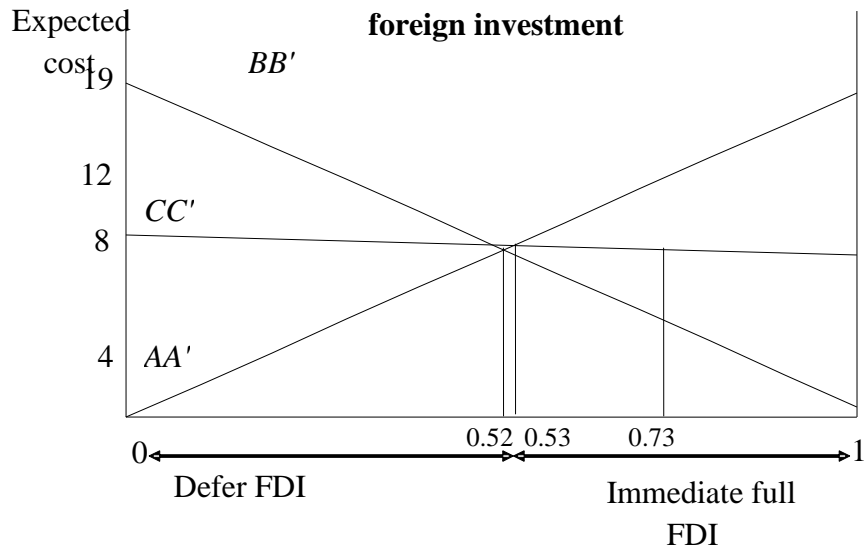 Expected
cost
foreign investment
BB'
19
12
CC'
8
4
AA'
0.52 0.53 0.73
0 1
Defer FDI
Immediate full
FDI